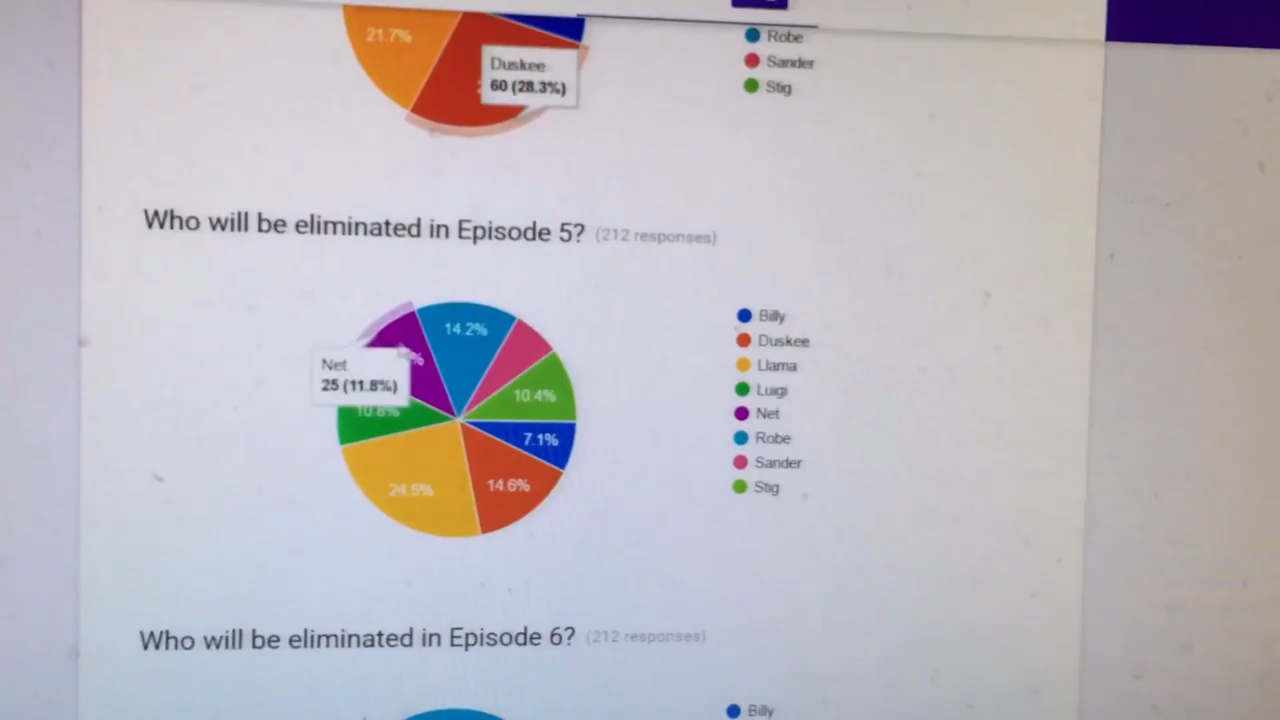 21.7%
Duskee
60 (28.3%)
Robe
Sander
Stig
Who will be eliminated in Episode 5? (212 responses)
14.2%
Net
25 (11.8%)
10.8%
10.4%
7.1%
24.5%
14.6%
Billy
Duskee
Llama
Luigi
Net
Robe
Sander
Stig
Who will be eliminated in Episode 6? (212 responses)
Billy